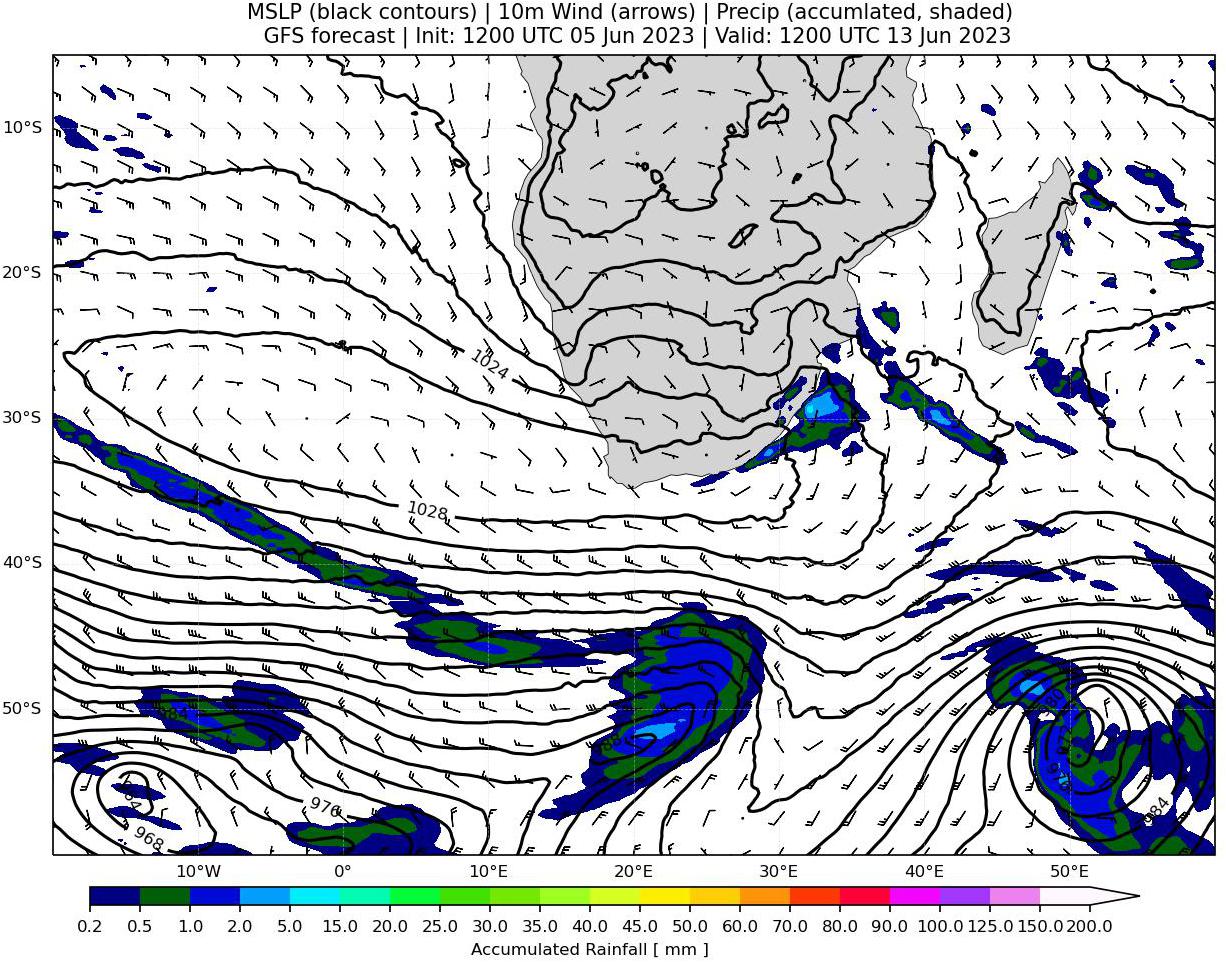 MSLP (black contours) | 10m Wind (arrows) | Precip (accumlated, shaded)
GFS forecast | Init: 1200 UTC 05 Jun 2023 | Valid: 1200 UTC 13 Jun 2023
10°S
20°S
1024
30°S
1028
40°S
50°S
984
980
988
976
968
984
10°W 0° 10°E 20°E 30°E 40°E 50°E
0.2 0.5 1.0 2.0 5.0 10.0 15.0 20.0 25.0 30.0 35.0 40.0 45.0 50.0 60.0 70.0 80.0 90.0 100.0 125.0 150.0 200.0
Accumulated Rainfall [ mm ]